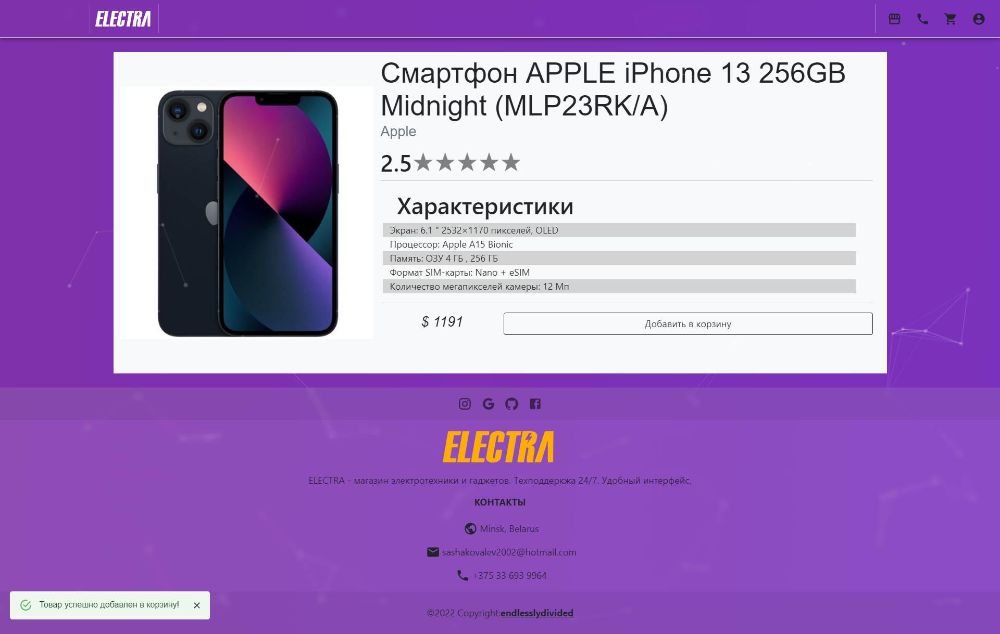 ELECTRA
Смартфон APPLE iPhone 13 256GB
Midnight (MLP23RK/A)
Apple
2.5
Характеристики
Экран: 6.1 " 2532×1170 пикселей, OLED
Процессор: Apple A15 Bionic
Память: ОЗУ 4 ГБ , 256 ГБ
Формат SIM-карты: Nano + eSIM
Количество мегапикселей камеры: 12 Мп
$ 1191
Добавить в корзину
ELECTRA
ELECTRA - магазин электротехники и гаджетов. Техподдеркжа 24/7. Удобный интерфейс.
КОНТАКТЫ
Minsk, Belarus
sashakovalev2002@hotmail.com
+375 33 693 9964
Товар успешно добавлен в корзину!
©2022 Copyright:endlesslydivided